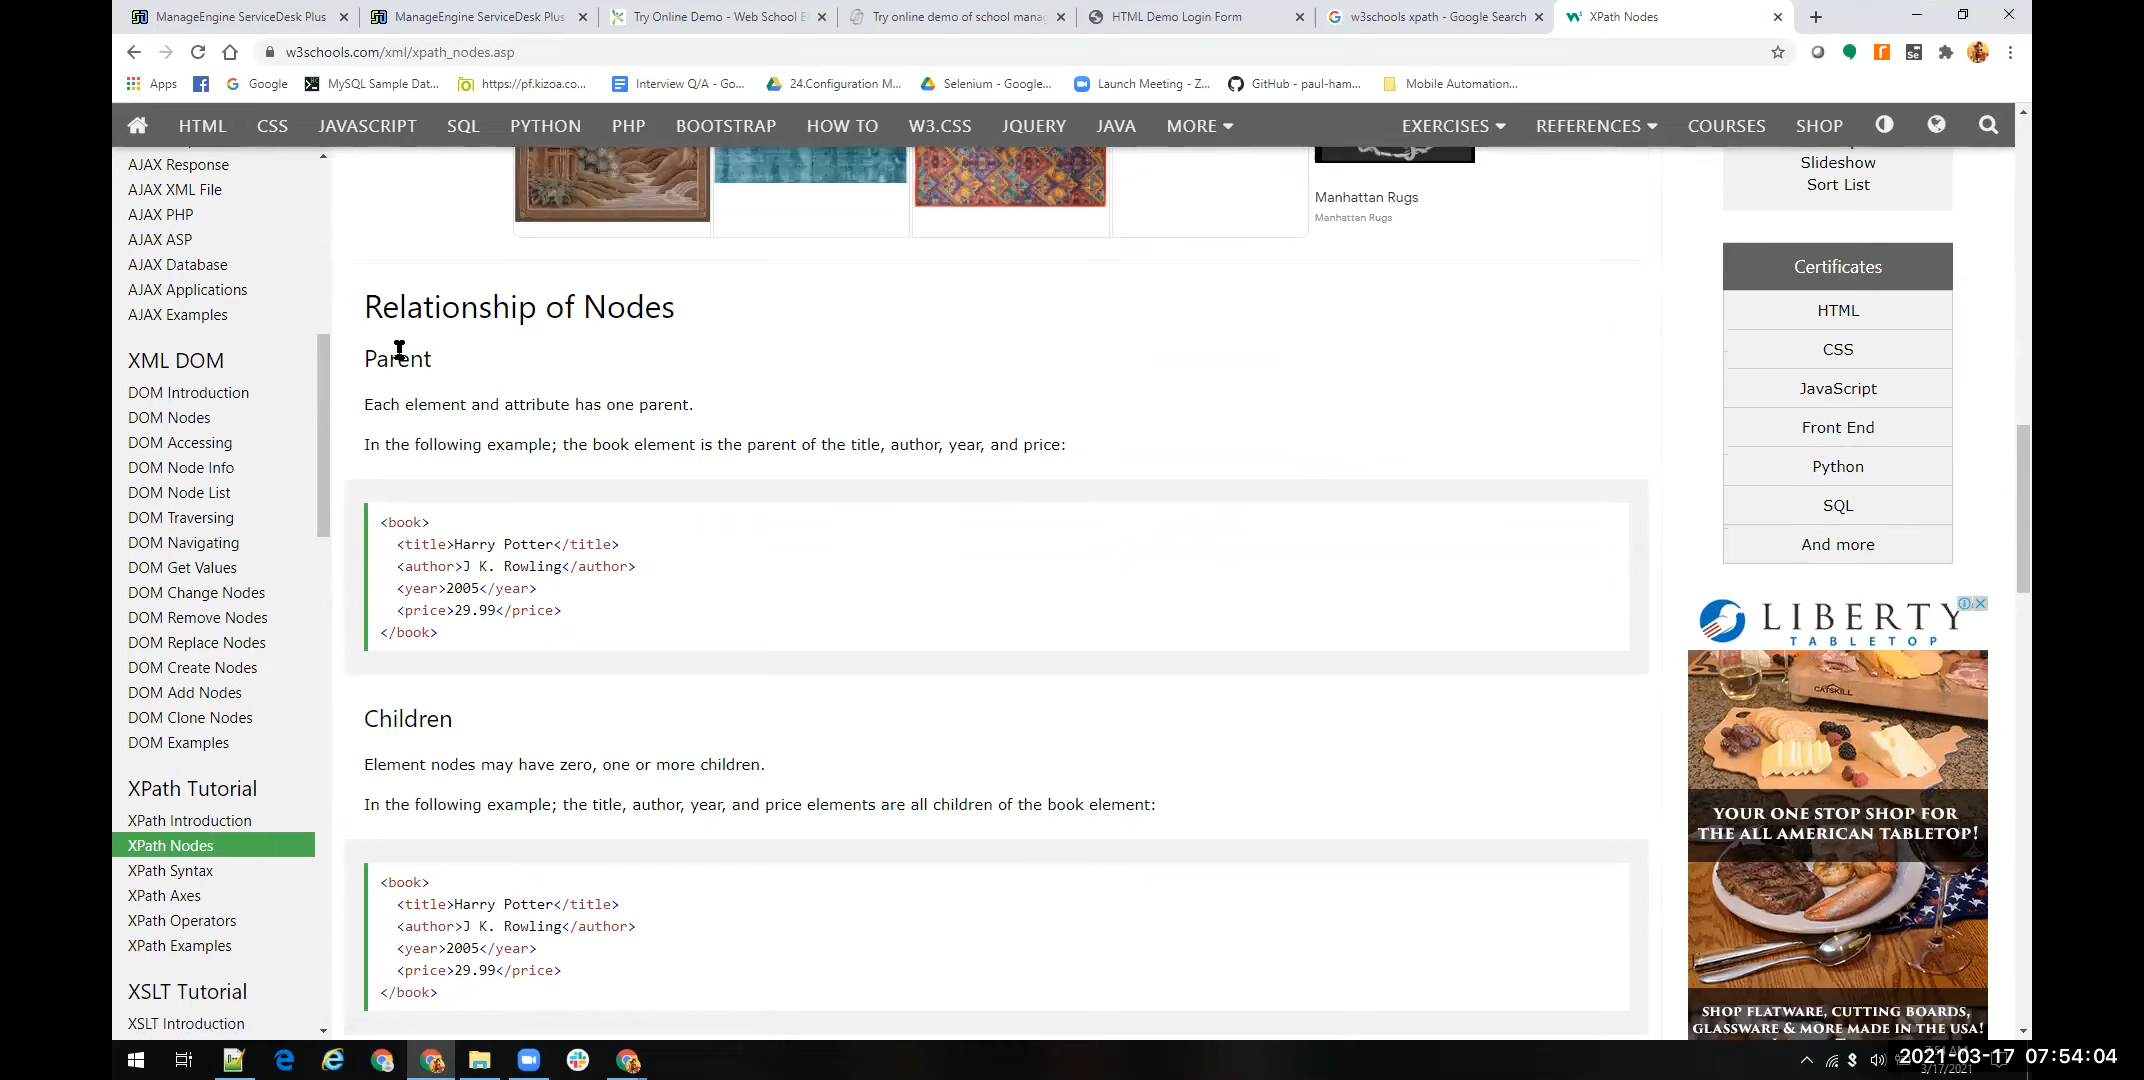 ManageEngine ServiceDesk Plus
ManageEngine ServiceDesk Plus
Try Online Demo - Web School E
Try online demo of school mana
HTML Demo Login Form
w3schools xpath - Google Search
XPath Nodes
w3schools.com/xml/xpath_nodes.asp
Apps
Google
MySQL Sample Dat...
https://pf.kizoa.co...
Interview Q/A - Go...
24.Configuration M...
Selenium - Google...
Launch Meeting - Z...
GitHub - paul-ham...
Mobile Automation...
HTML CSS JAVASCRIPT SQL PYTHON PHP BOOTSTRAP HOW TO W3.CSS JQUERY JAVA MORE EXERCISES REFERENCES COURSES SHOP
AJAX Response
AJAX XML File
AJAX PHP
AJAX ASP
AJAX Database
AJAX Applications
AJAX Examples
XML DOM
DOM Introduction
DOM Nodes
DOM Accessing
DOM Node Info
DOM Node List
DOM Traversing
DOM Navigating
DOM Get Values
DOM Change Nodes
DOM Remove Nodes
DOM Replace Nodes
DOM Create Nodes
DOM Add Nodes
DOM Clone Nodes
DOM Examples
XPath Tutorial
XPath Introduction
XPath Nodes
XPath Syntax
XPath Axes
XPath Operators
XPath Examples
XSLT Tutorial
XSLT Introduction
Manhattan Rugs
Manhattan Rugs
Relationship of Nodes
Parent
Each element and attribute has one parent.
In the following example; the book element is the parent of the title, author, year, and price:
<book>
<title>Harry Potter</title>
<author>J K. Rowling</author>
<year>2005</year>
<price>29.99</price>
</book>
Children
Element nodes may have zero, one or more children.
In the following example; the title, author, year, and price elements are all children of the book element:
<book>
<title>Harry Potter</title>
<author>J K. Rowling</author>
<year>2005</year>
<price>29.99</price>
</book>
Slideshow
Sort List
Certificates
HTML
CSS
JavaScript
Front End
Python
SQL
And more
LIBERTY
TABLETOP
CATSKILL
YOUR ONE STOP SHOP FOR
THE ALL AMERICAN TABLETOP!
SHOP FLATWARE, CUTTING BOARDS,
GLASSWARE & MORE MADE IN THE USA!
2021-03-17 07:54:04
3/17/2021